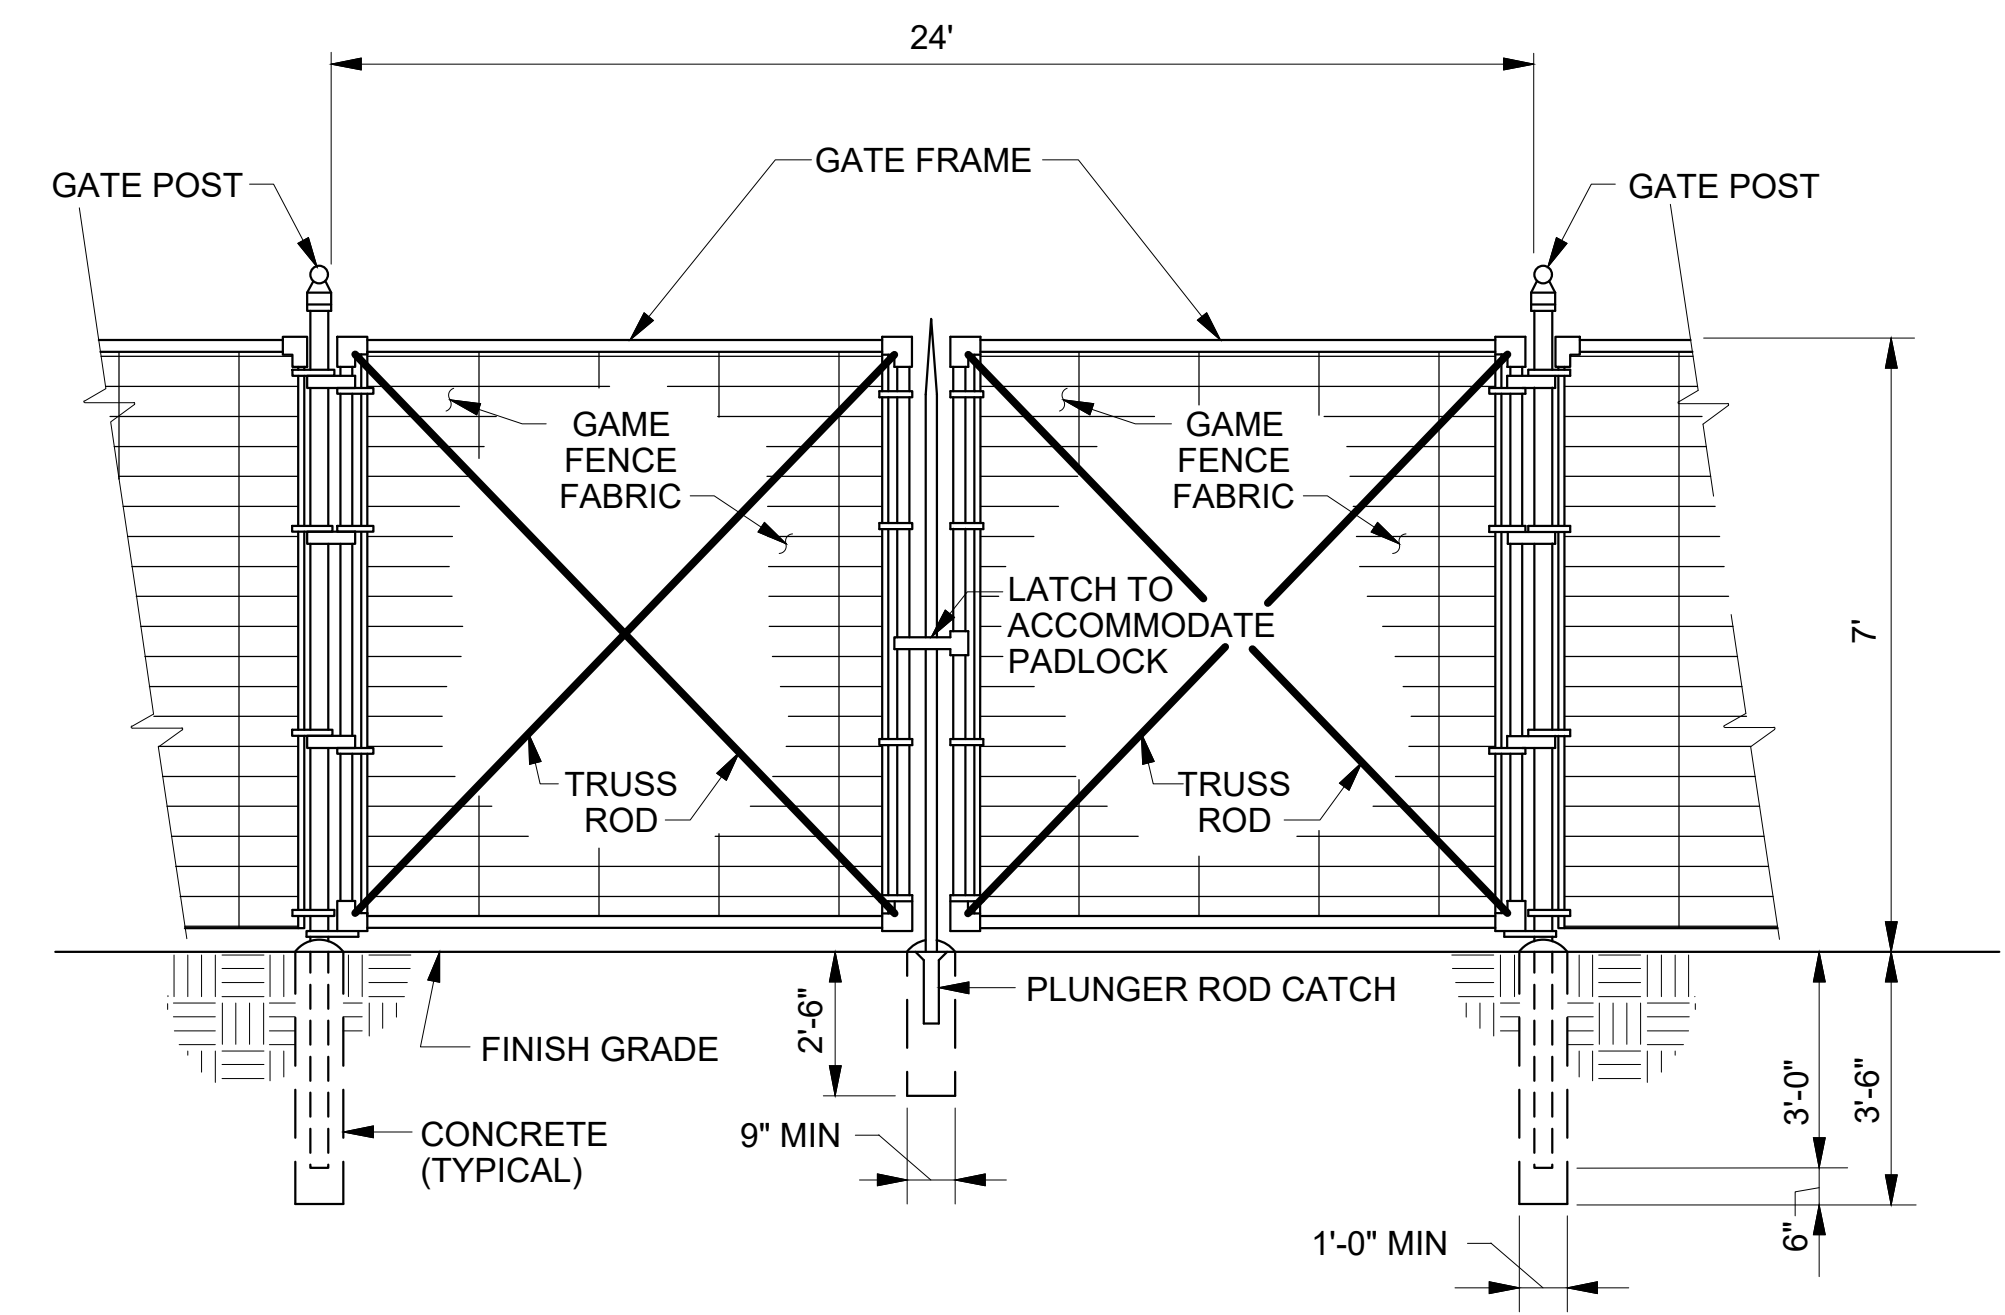 24'
GATE FRAME
GATE POST
GATE POST
GAME
FENCE
FABRIC
GAME
FENCE
FABRIC
LATCH TO
ACCOMMODATE
PADLOCK
7'
TRUSS
ROD
TRUSS
ROD
PLUNGER ROD CATCH
2'-6"
FINISH GRADE
3'-0"
3'-6"
CONCRETE
(TYPICAL)
9" MIN
6"
1'-0" MIN